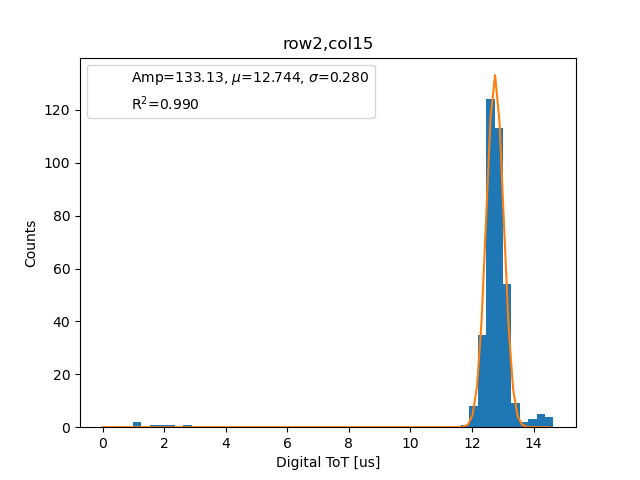 row2,col15
Amp=133.13, μ=12.744, σ=0.280
R²=0.990
120
100
80
60
40
20
0
Counts
0 2 4 6 8 10 12 14
Digital ToT [us]